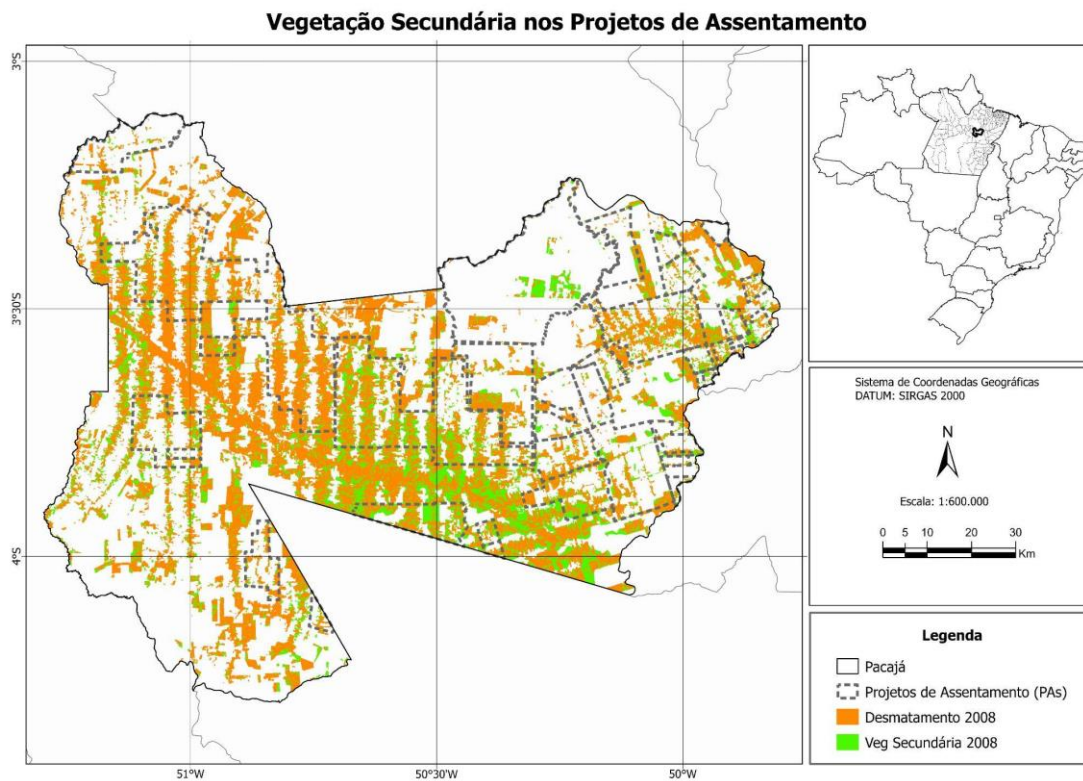 Vegetação Secundária nos Projetos de Assentamento
3°S
3°30'S
4°S
51°W
50°30'W
50°W
Sistema de Coordenadas Geográficas
DATUM: SIRGAS 2000
N
Escala: 1:600.000
0 5 10 20 30
Km
Legenda
Pacajá
Projetos de Assentamento (PAs)
Desmatamento 2008
Veg Secundária 2008